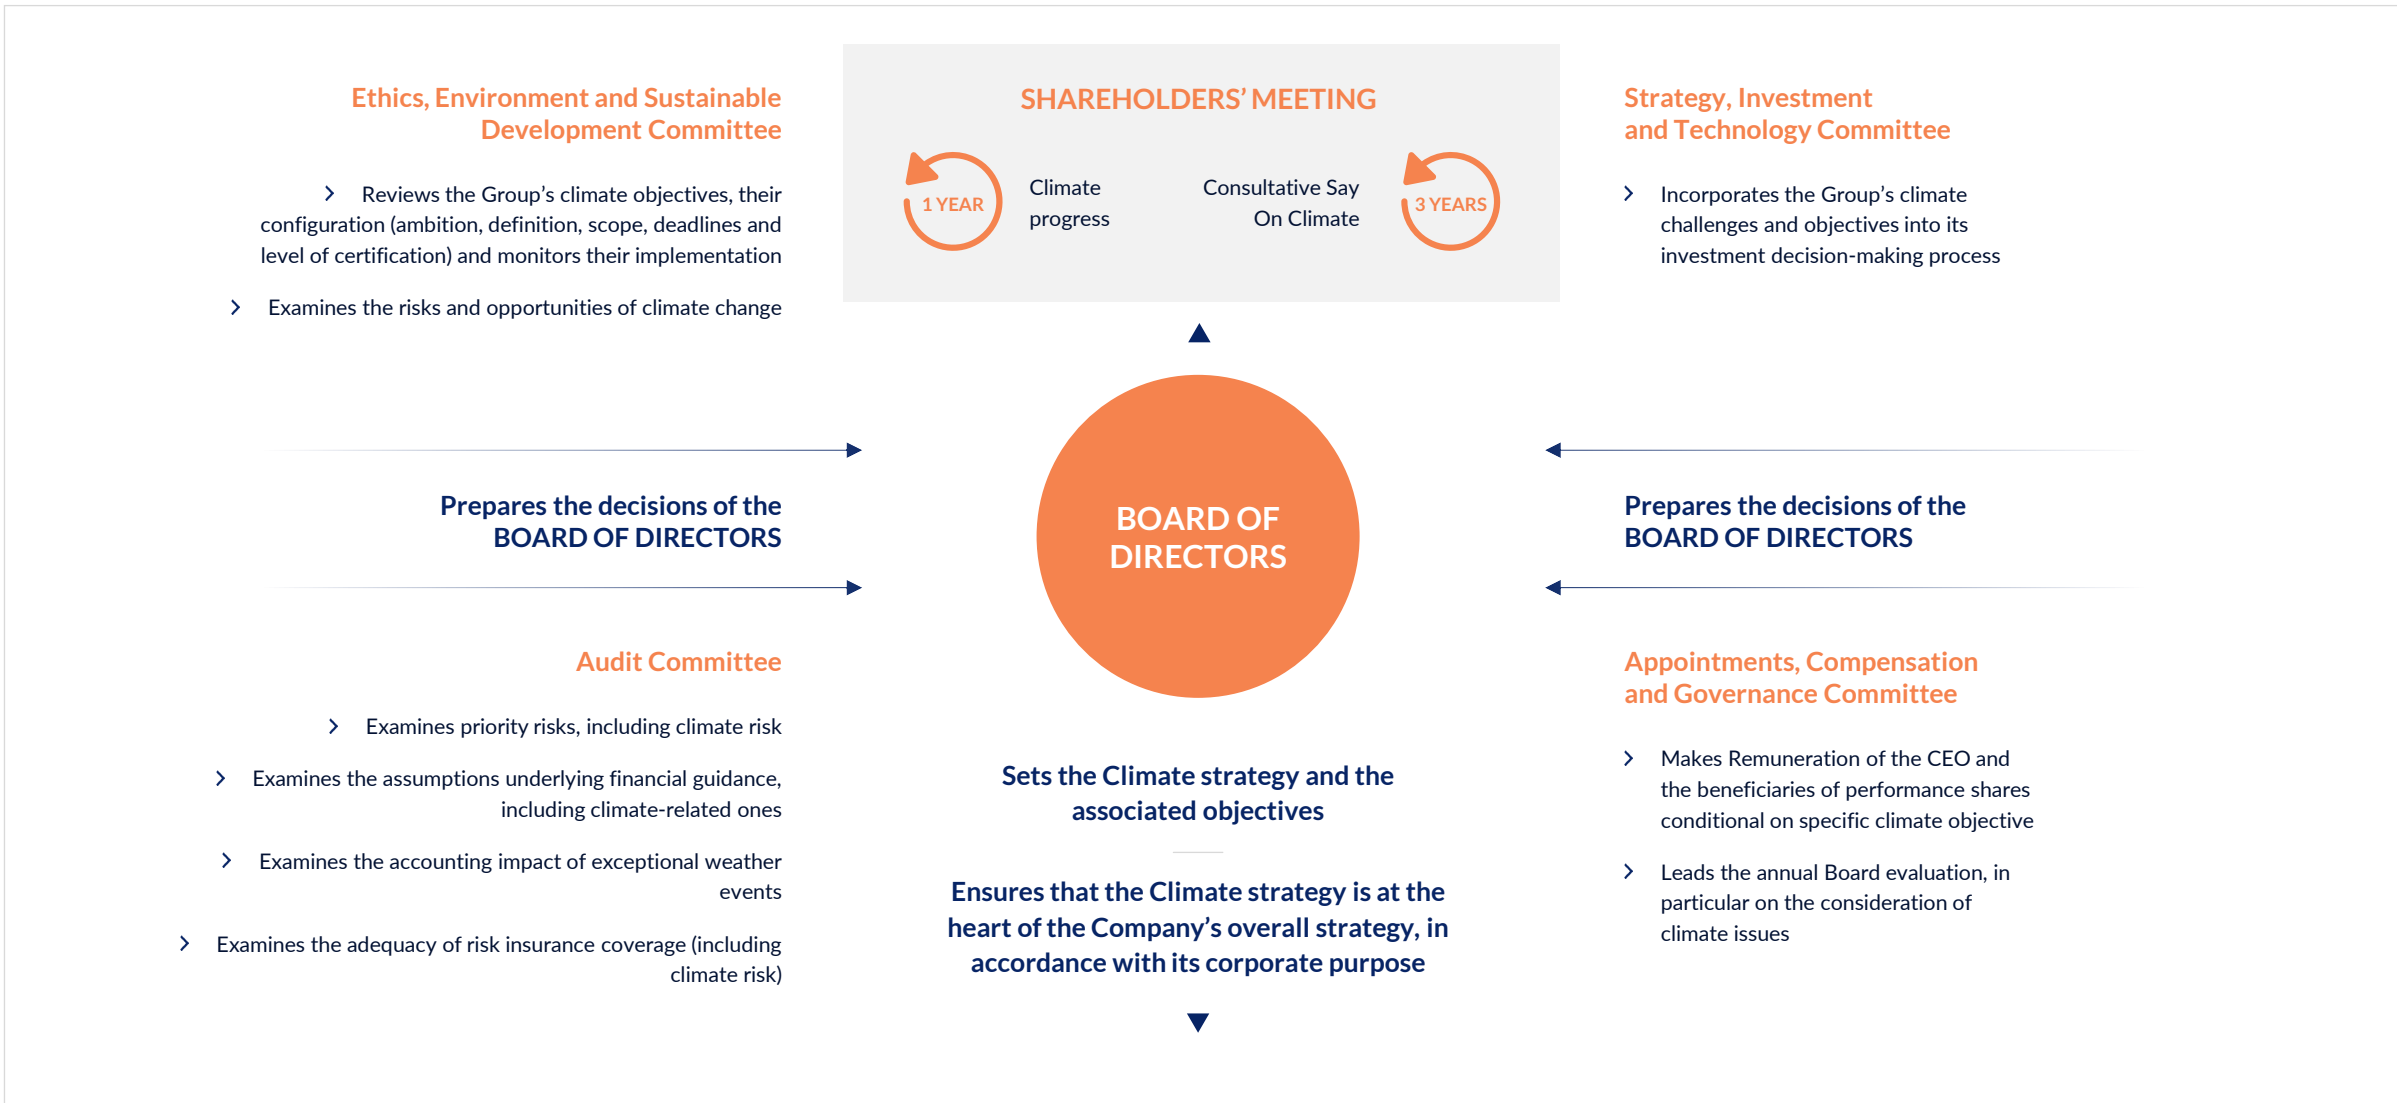 Ethics, Environment and Sustainable
Development Committee
Reviews the Group’s climate objectives, their
configuration (ambition, definition, scope, deadlines and
level of certification) and monitors their implementation
Examines the risks and opportunities of climate change
SHAREHOLDERS’ MEETING
1 YEAR
Climate
progress
Consultative Say
On Climate
3 YEARS
Strategy, Investment
and Technology Committee
Incorporates the Group’s climate
challenges and objectives into its
investment decision-making process
Prepares the decisions of the
BOARD OF DIRECTORS
BOARD OF
DIRECTORS
Prepares the decisions of the
BOARD OF DIRECTORS
Audit Committee
Examines priority risks, including climate risk
Examines the assumptions underlying financial guidance,
including climate-related ones
Examines the accounting impact of exceptional weather
events
Examines the adequacy of risk insurance coverage (including
climate risk)
Sets the Climate strategy and the
associated objectives
Ensures that the Climate strategy is at the
heart of the Company’s overall strategy, in
accordance with its corporate purpose
Appointments, Compensation
and Governance Committee
Makes Remuneration of the CEO and
the beneficiaries of performance shares
conditional on specific climate objective
Leads the annual Board evaluation, in
particular on the consideration of
climate issues